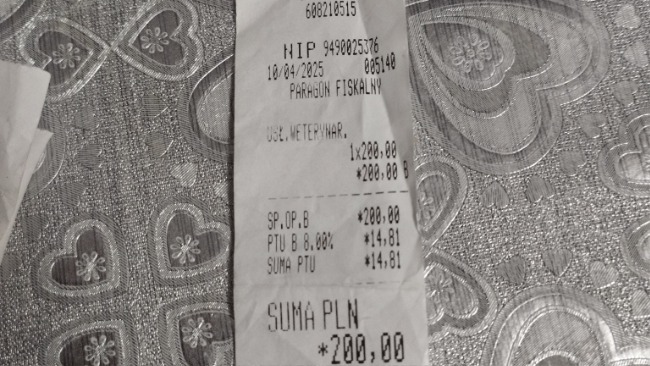 608210515
NIP 9490025376
10/04/2025 005140
PARAGON FISKALNY
USŁ.WETERYNAR.
1x200,00
*200,00 B
SP.OP.B *200,00
PTU B 8.00% *14,81
SUMA PTU *14,81
SUMA PLN
*200,00